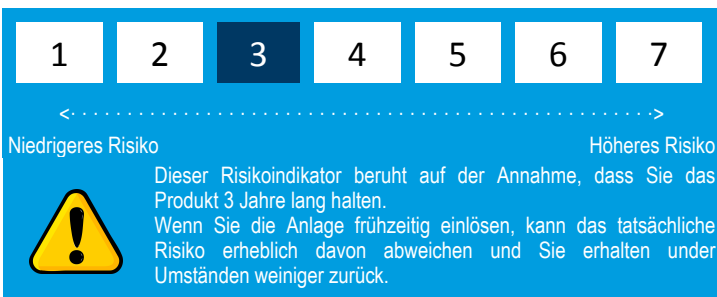 1 2 3 4 5 6 7
Niedrigeres Risiko Höheres Risiko
Dieser Risikoindikator beruht auf der Annahme, dass Sie das
Produkt 3 Jahre lang halten.
Wenn Sie die Anlage frühzeitig einlösen, kann das tatsächliche
Risiko erheblich davon abweichen und Sie erhalten under
Umständen weiniger zurück.